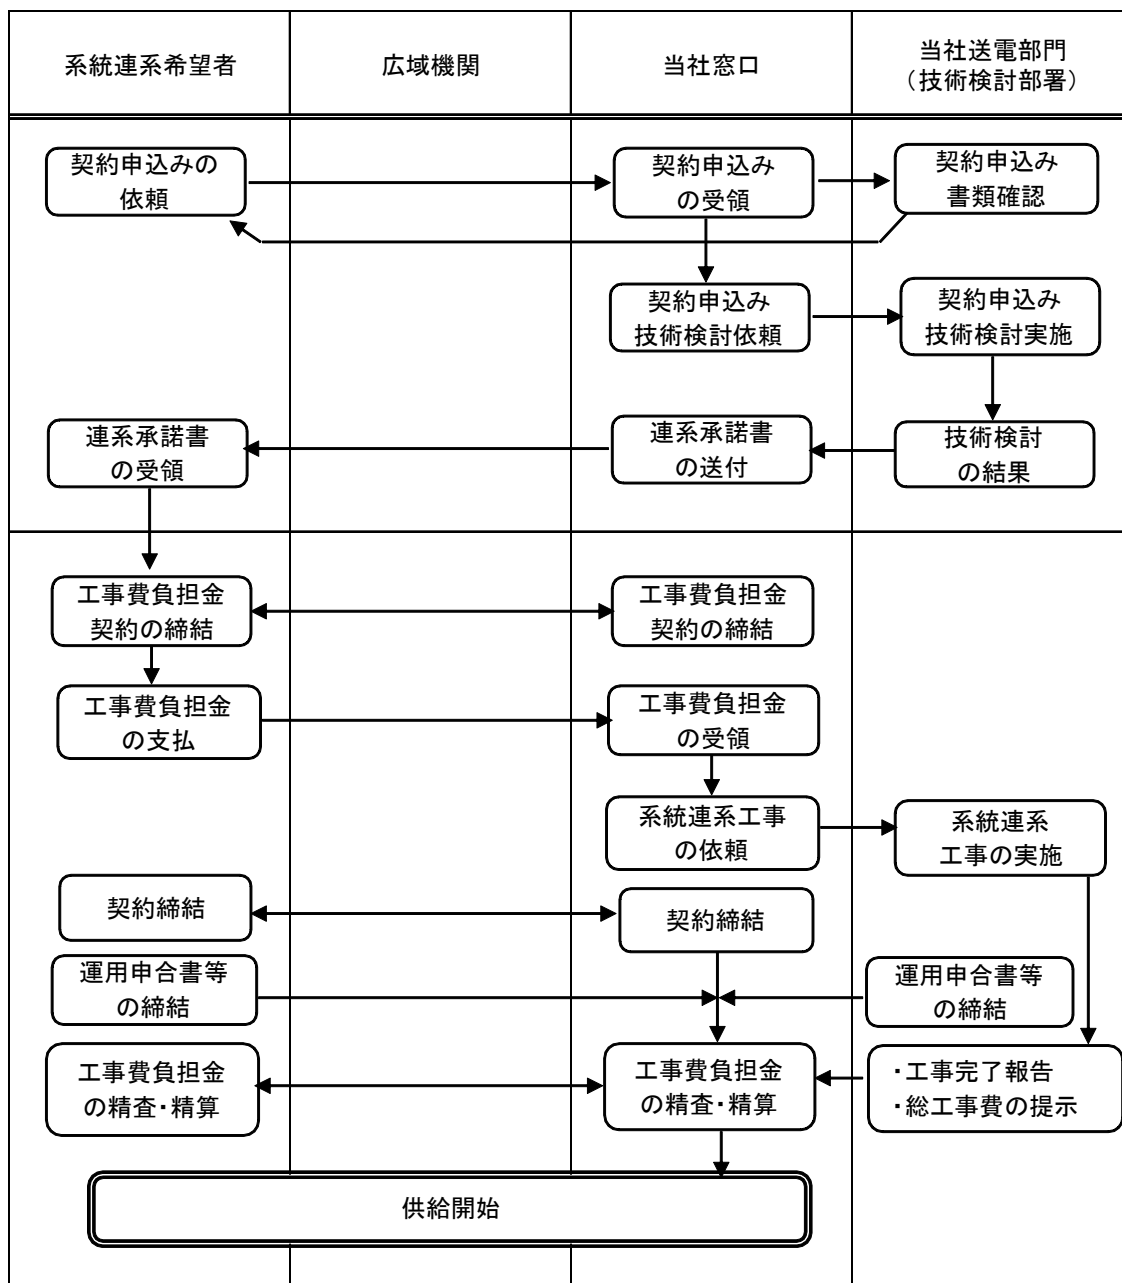 系統連系希望者
広域機関
当社窓口
当社送電部門
（技術検討部署）
契約申込みの
依頼
契約申込み
の受領
契約申込み
書類確認
契約申込み
技術検討依頼
契約申込み
技術検討実施
連系承諾書
の受領
連系承諾書
の送付
技術検討
の結果
工事費負担金
契約の締結
工事費負担金
契約の締結
工事費負担金
の支払
工事費負担金
の受領
系統連系工事
の依頼
系統連系
工事の実施
契約締結
契約締結
運用申合書等
の締結
運用申合書等
の締結
工事費負担金
の精査・精算
工事費負担金
の精査・精算
・工事完了報告
・総工事費の提示
供給開始